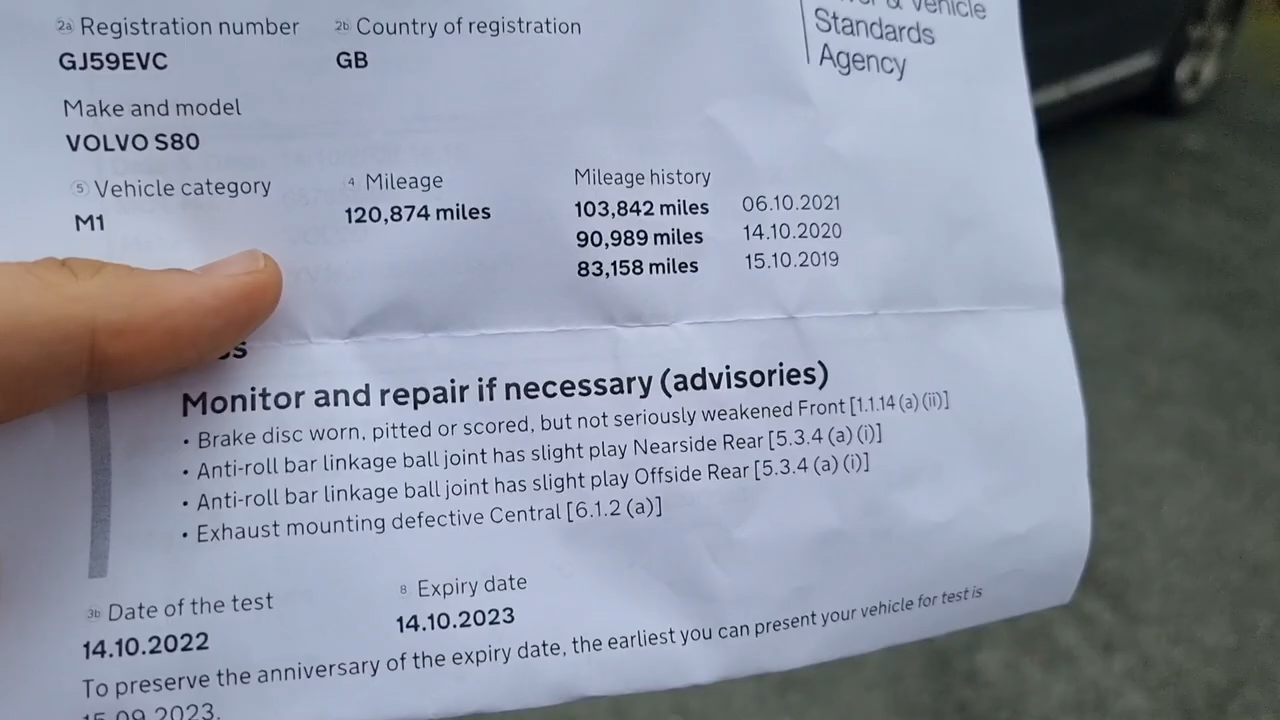 & Vehicle
Standards
Agency
2a Registration number
2b Country of registration
GJ59EVC
GB
Make and model
VOLVO S80
5 Vehicle category
4 Mileage
Mileage history
M1
120,874 miles
103,842 miles 06.10.2021
90,989 miles 14.10.2020
83,158 miles 15.10.2019
Monitor and repair if necessary (advisories)
• Brake disc worn, pitted or scored, but not seriously weakened Front [1.1.14 (a) (ii)]
• Anti-roll bar linkage ball joint has slight play Nearside Rear [5.3.4 (a) (i)]
• Anti-roll bar linkage ball joint has slight play Offside Rear [5.3.4 (a) (i)]
• Exhaust mounting defective Central [6.1.2 (a)]
3b Date of the test
8 Expiry date
14.10.2022
14.10.2023
To preserve the anniversary of the expiry date, the earliest you can present your vehicle for test is
15.09.2023.